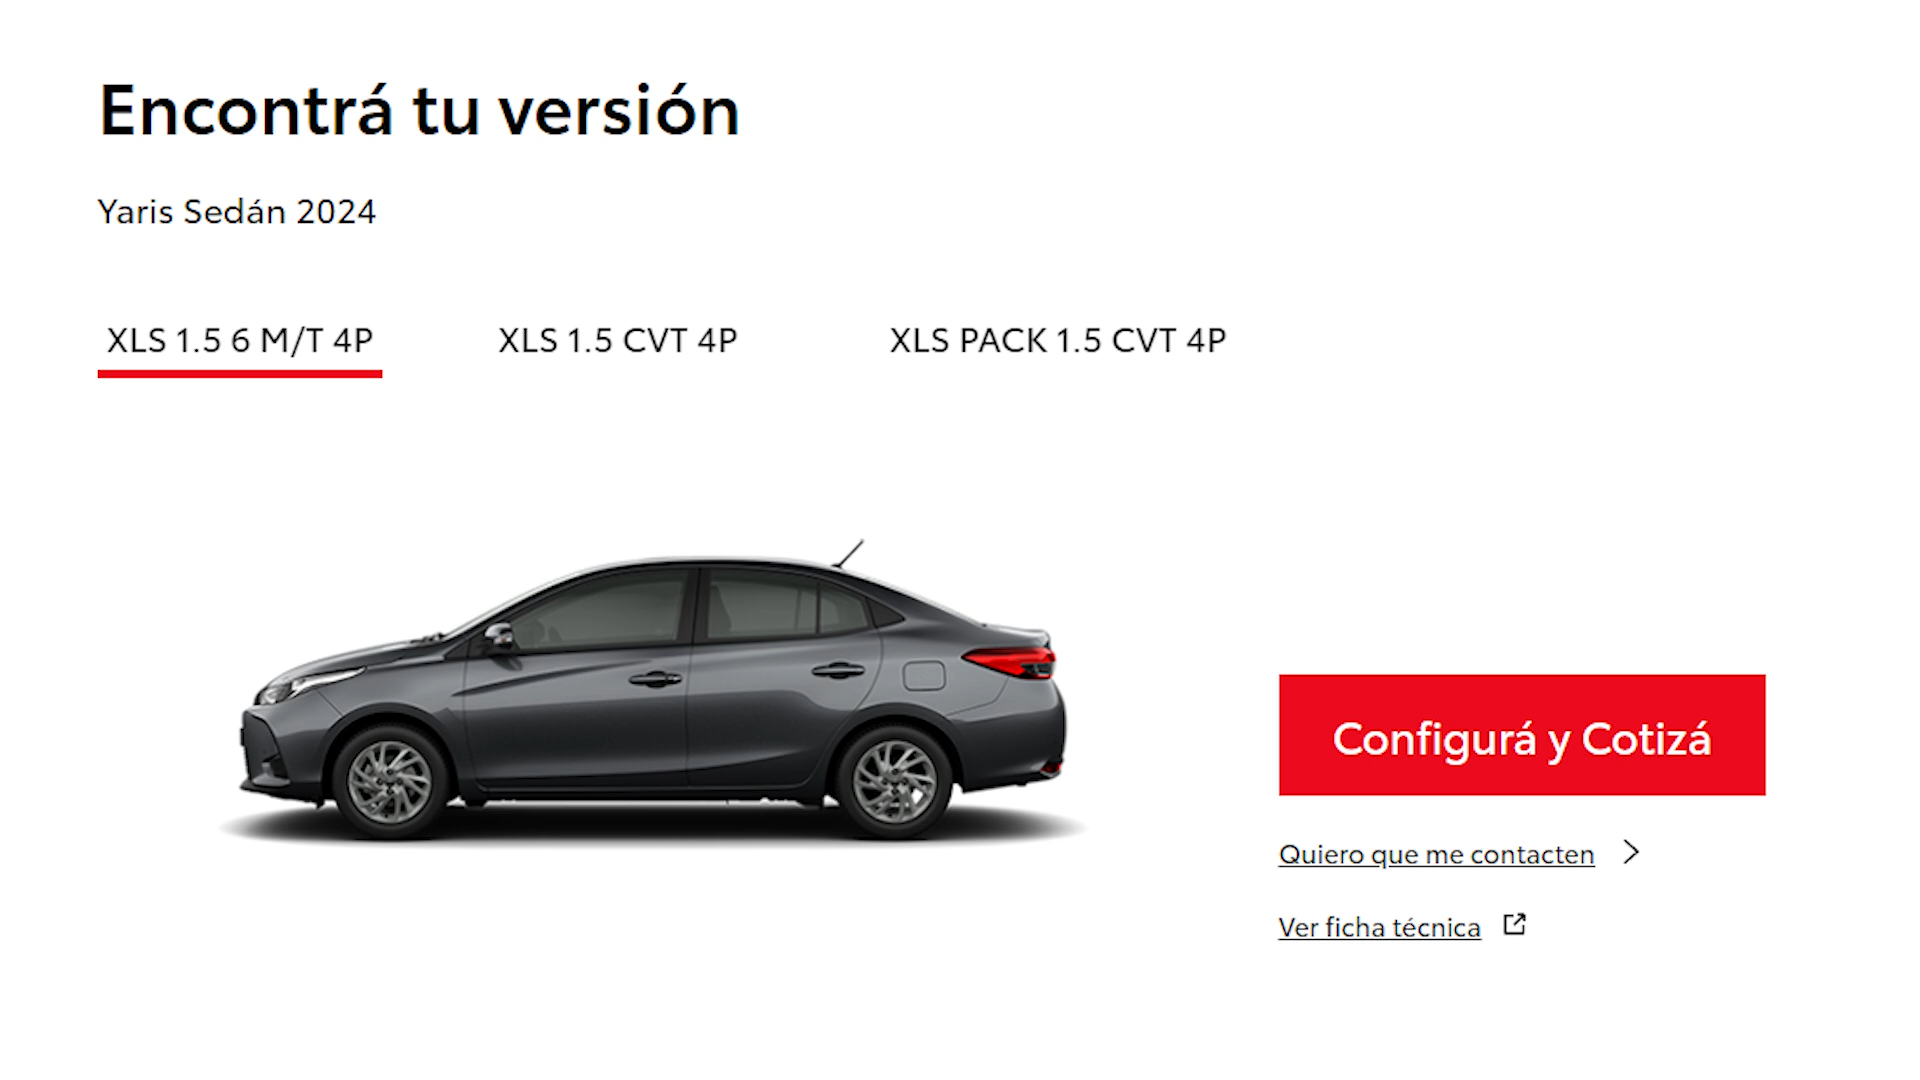 Encontrá tu versión
Yaris Sedán 2024
XLS 1.5 6 M/T 4P
XLS 1.5 CVT 4P
XLS PACK 1.5 CVT 4P
Configurá y Cotizá
Quiero que me contacten
Ver ficha técnica